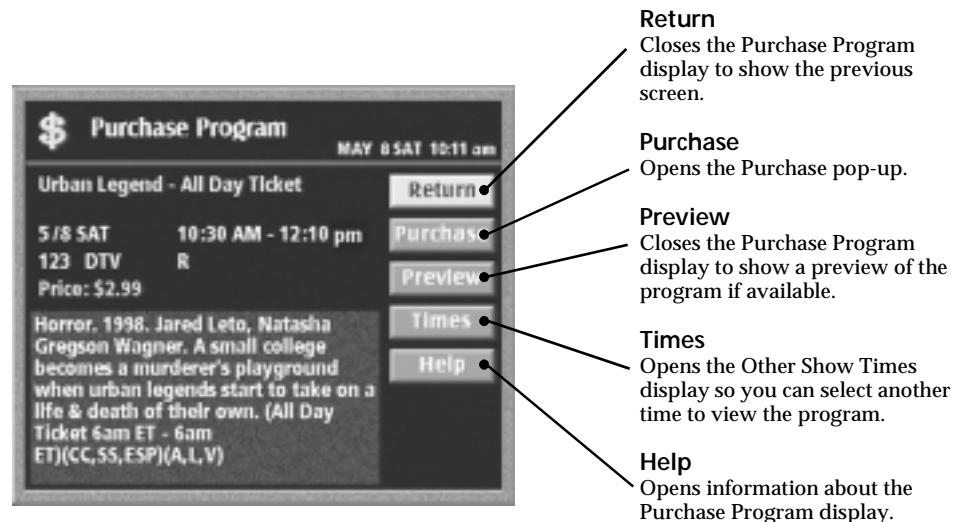 $ Purchase Program
MAY 8 SAT 10:11 am
Urban Legend - All Day Ticket
5/8 SAT 10:30 AM - 12:10 pm
123 DTV R
Price: $2.99
Horror. 1998. Jared Leto, Natasha
Gregson Wagner. A small college
becomes a murderer's playground
when urban legends start to take on a
life & death of their own. (All Day
Ticket 6am ET - 6am
ET)(CC,SS,ESP)(A,L,V)
Return
Purchase
Preview
Times
Help
Return
Closes the Purchase Program
display to show the previous
screen.
Purchase
Opens the Purchase pop-up.
Preview
Closes the Purchase Program
display to show a preview of the
program if available.
Times
Opens the Other Show Times
display so you can select another
time to view the program.
Help
Opens information about the
Purchase Program display.